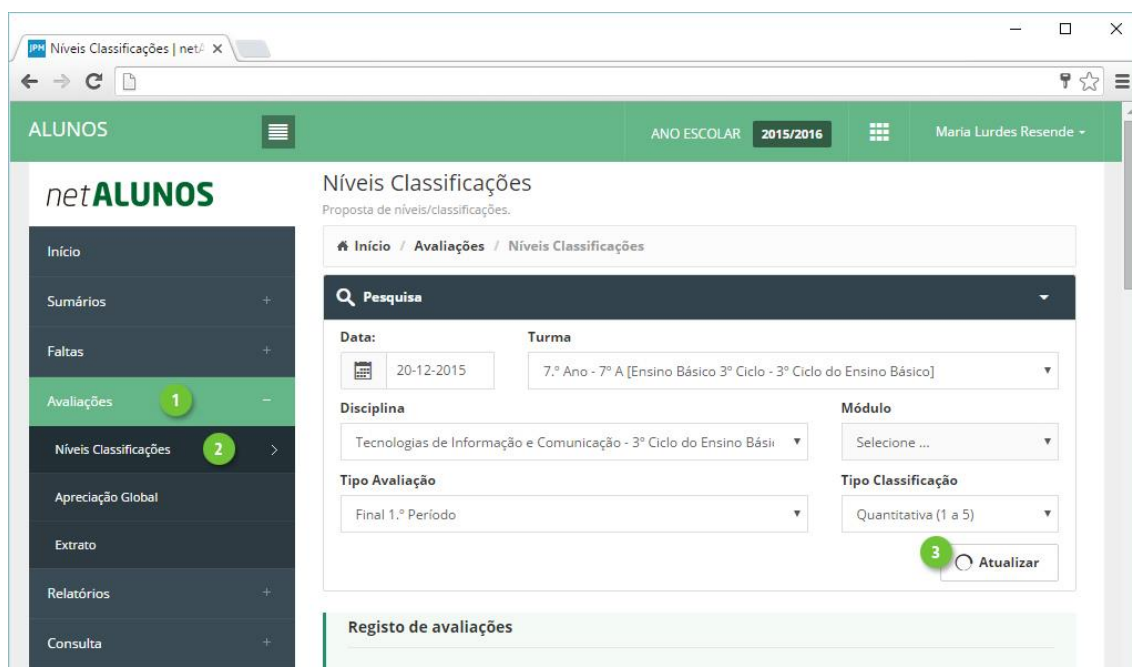 JPM Níveis Classificações | netA
ALUNOS
ANO ESCOLAR 2015/2016 Maria Lurdes Resende
netALUNOS
Início
Sumários +
Faltas +
Avaliações 1 −
Níveis Classificações 2
Apreciação Global
Extrato
Relatórios +
Consulta +
Níveis Classificações
Proposta de níveis/classificações.
Início / Avaliações / Níveis Classificações
Pesquisa
Data: Turma
20-12-2015 7.º Ano - 7º A [Ensino Básico 3º Ciclo - 3º Ciclo do Ensino Básico]
Disciplina Módulo
Tecnologias de Informação e Comunicação - 3º Ciclo do Ensino Bási Selecione ...
Tipo Avaliação Tipo Classificação
Final 1.º Período Quantitativa (1 a 5)
3 Atualizar
Registo de avaliações